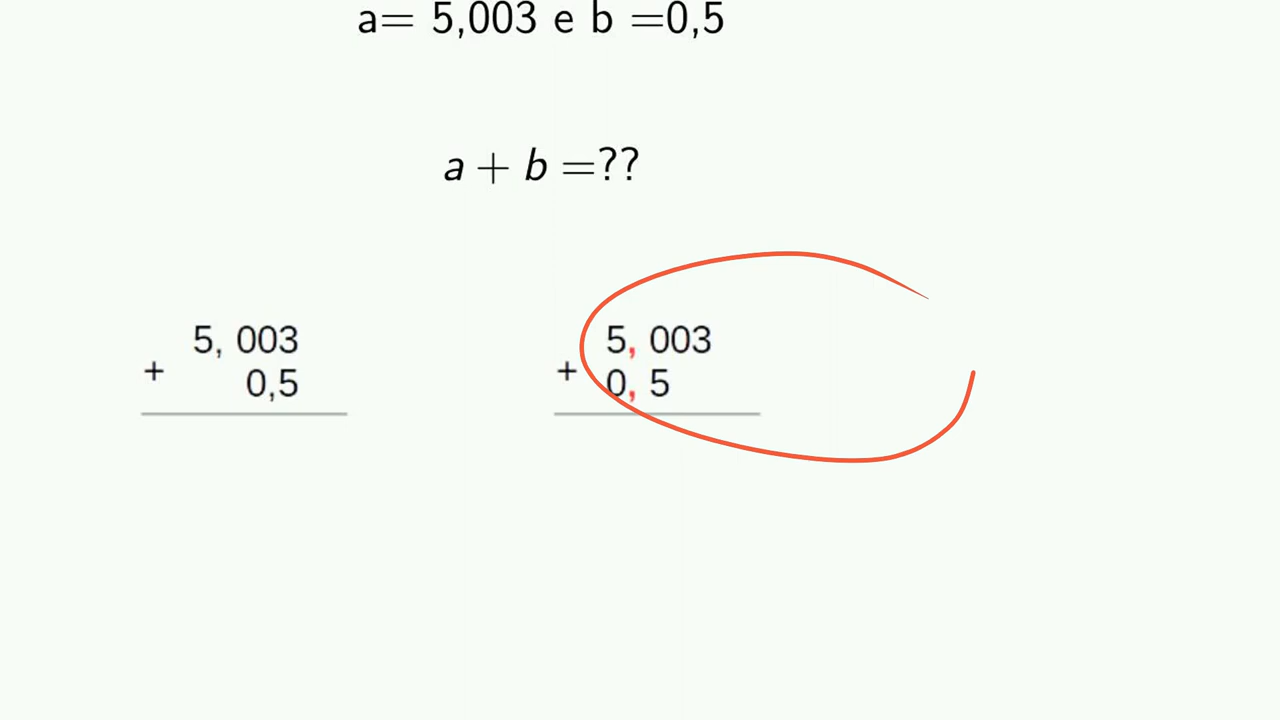 a= 5,003 e b =0,5
a + b =??
5, 003
+ 0,5
5, 003
+ 0, 5